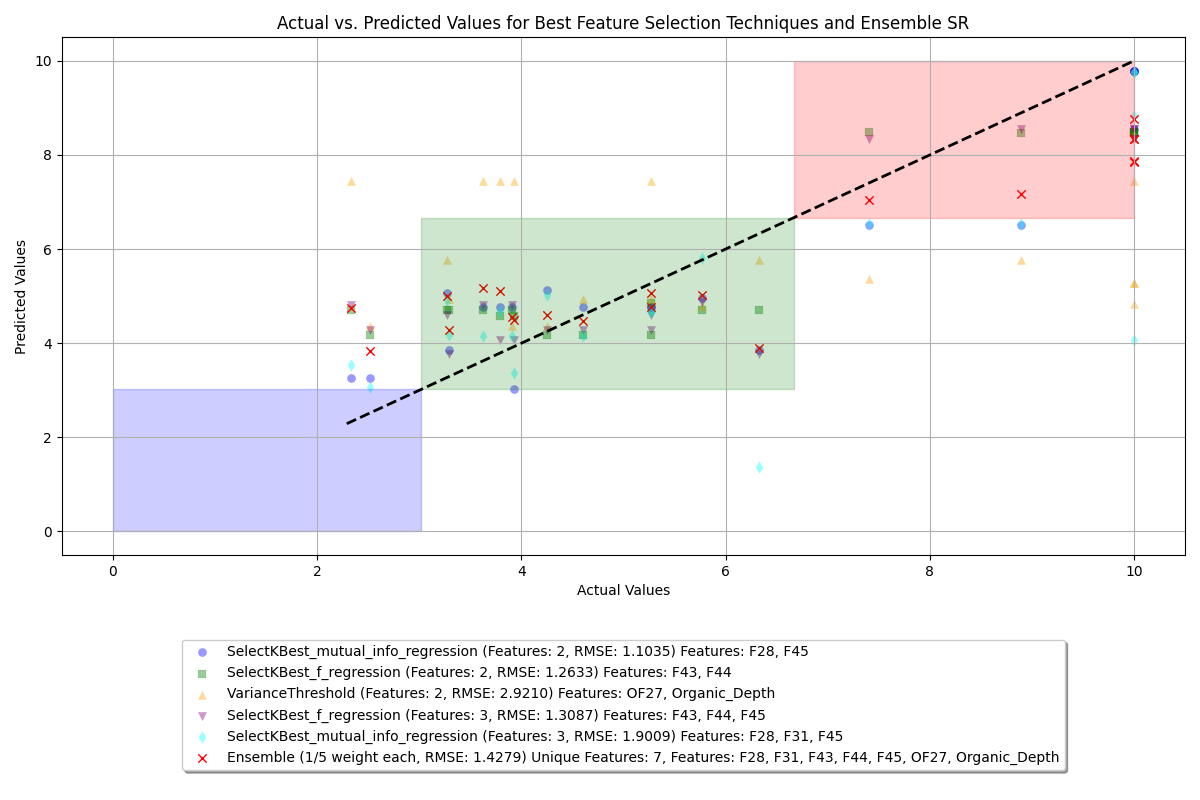 Actual vs. Predicted Values for Best Feature Selection Techniques and Ensemble SR
10
8
6
4
2
0
Predicted Values
0 2 4 6 8 10
Actual Values
SelectKBest_mutual_info_regression (Features: 2, RMSE: 1.1035) Features: F28, F45
SelectKBest_f_regression (Features: 2, RMSE: 1.2633) Features: F43, F44
VarianceThreshold (Features: 2, RMSE: 2.9210) Features: OF27, Organic_Depth
SelectKBest_f_regression (Features: 3, RMSE: 1.3087) Features: F43, F44, F45
SelectKBest_mutual_info_regression (Features: 3, RMSE: 1.9009) Features: F28, F31, F45
Ensemble (1/5 weight each, RMSE: 1.4279) Unique Features: 7, Features: F28, F31, F43, F44, F45, OF27, Organic_Depth